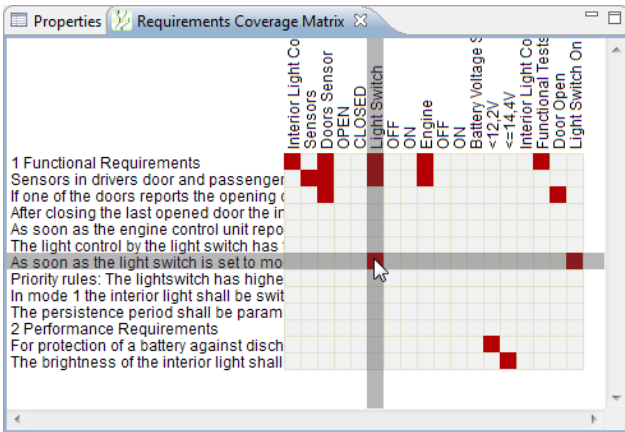 Properties
Requirements Coverage Matrix
Interior Light Co
Sensors
Doors Sensor
OPEN
CLOSED
Light Switch
OFF
ON
Engine
OFF
ON
Battery Voltage S
<12,2V
<=14,4V
Interior Light Co
Functional Tests
Door Open
Light Switch On
1 Functional Requirements
Sensors in drivers door and passenger
If one of the doors reports the opening
After closing the last opened door the in
As soon as the engine control unit repo
The light control by the light switch has
As soon as the light switch is set to mo
Priority rules: The lightswitch has highe
In mode 1 the interior light shall be swit
The persistence period shall be param
2 Performance Requirements
For protection of a battery against disch
The brightness of the interior light shall